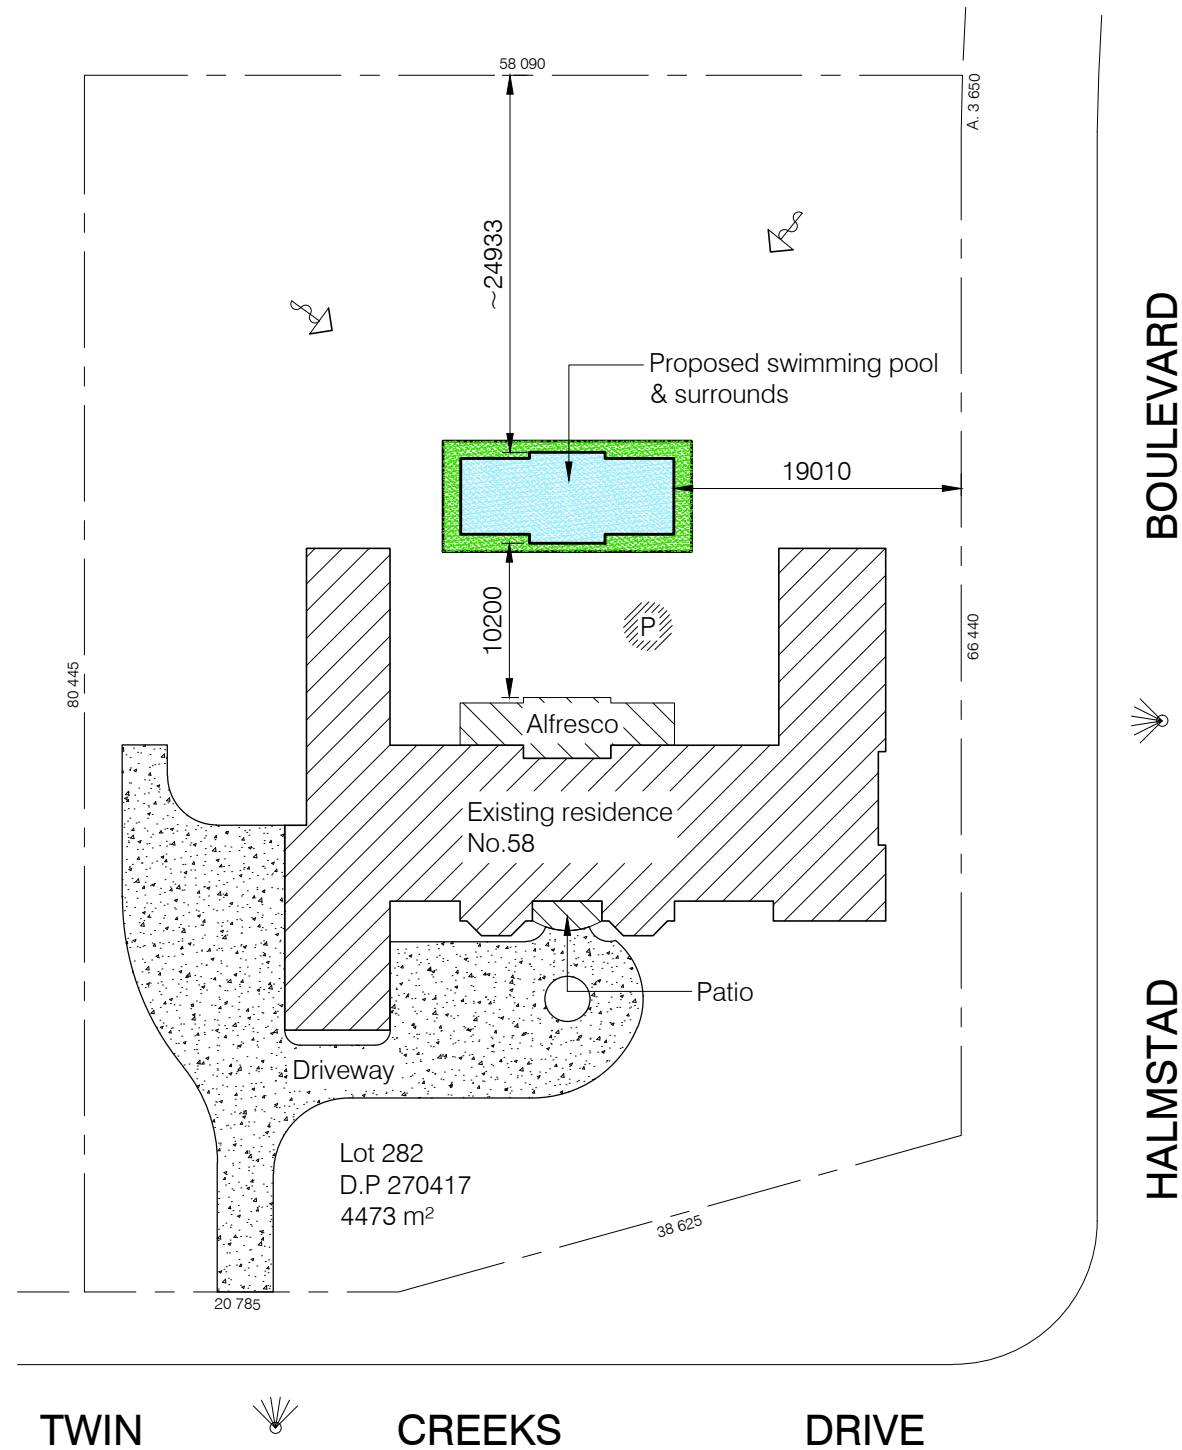 58 090
A. 3 650
~24933
Proposed swimming pool
& surrounds
19010
10200
P
66 440
80 445
Alfresco
Existing residence
No.58
Patio
Driveway
Lot 282
D.P 270417
4473 m²
38 625
20 785
HALMSTAD BOULEVARD
TWIN CREEKS DRIVE